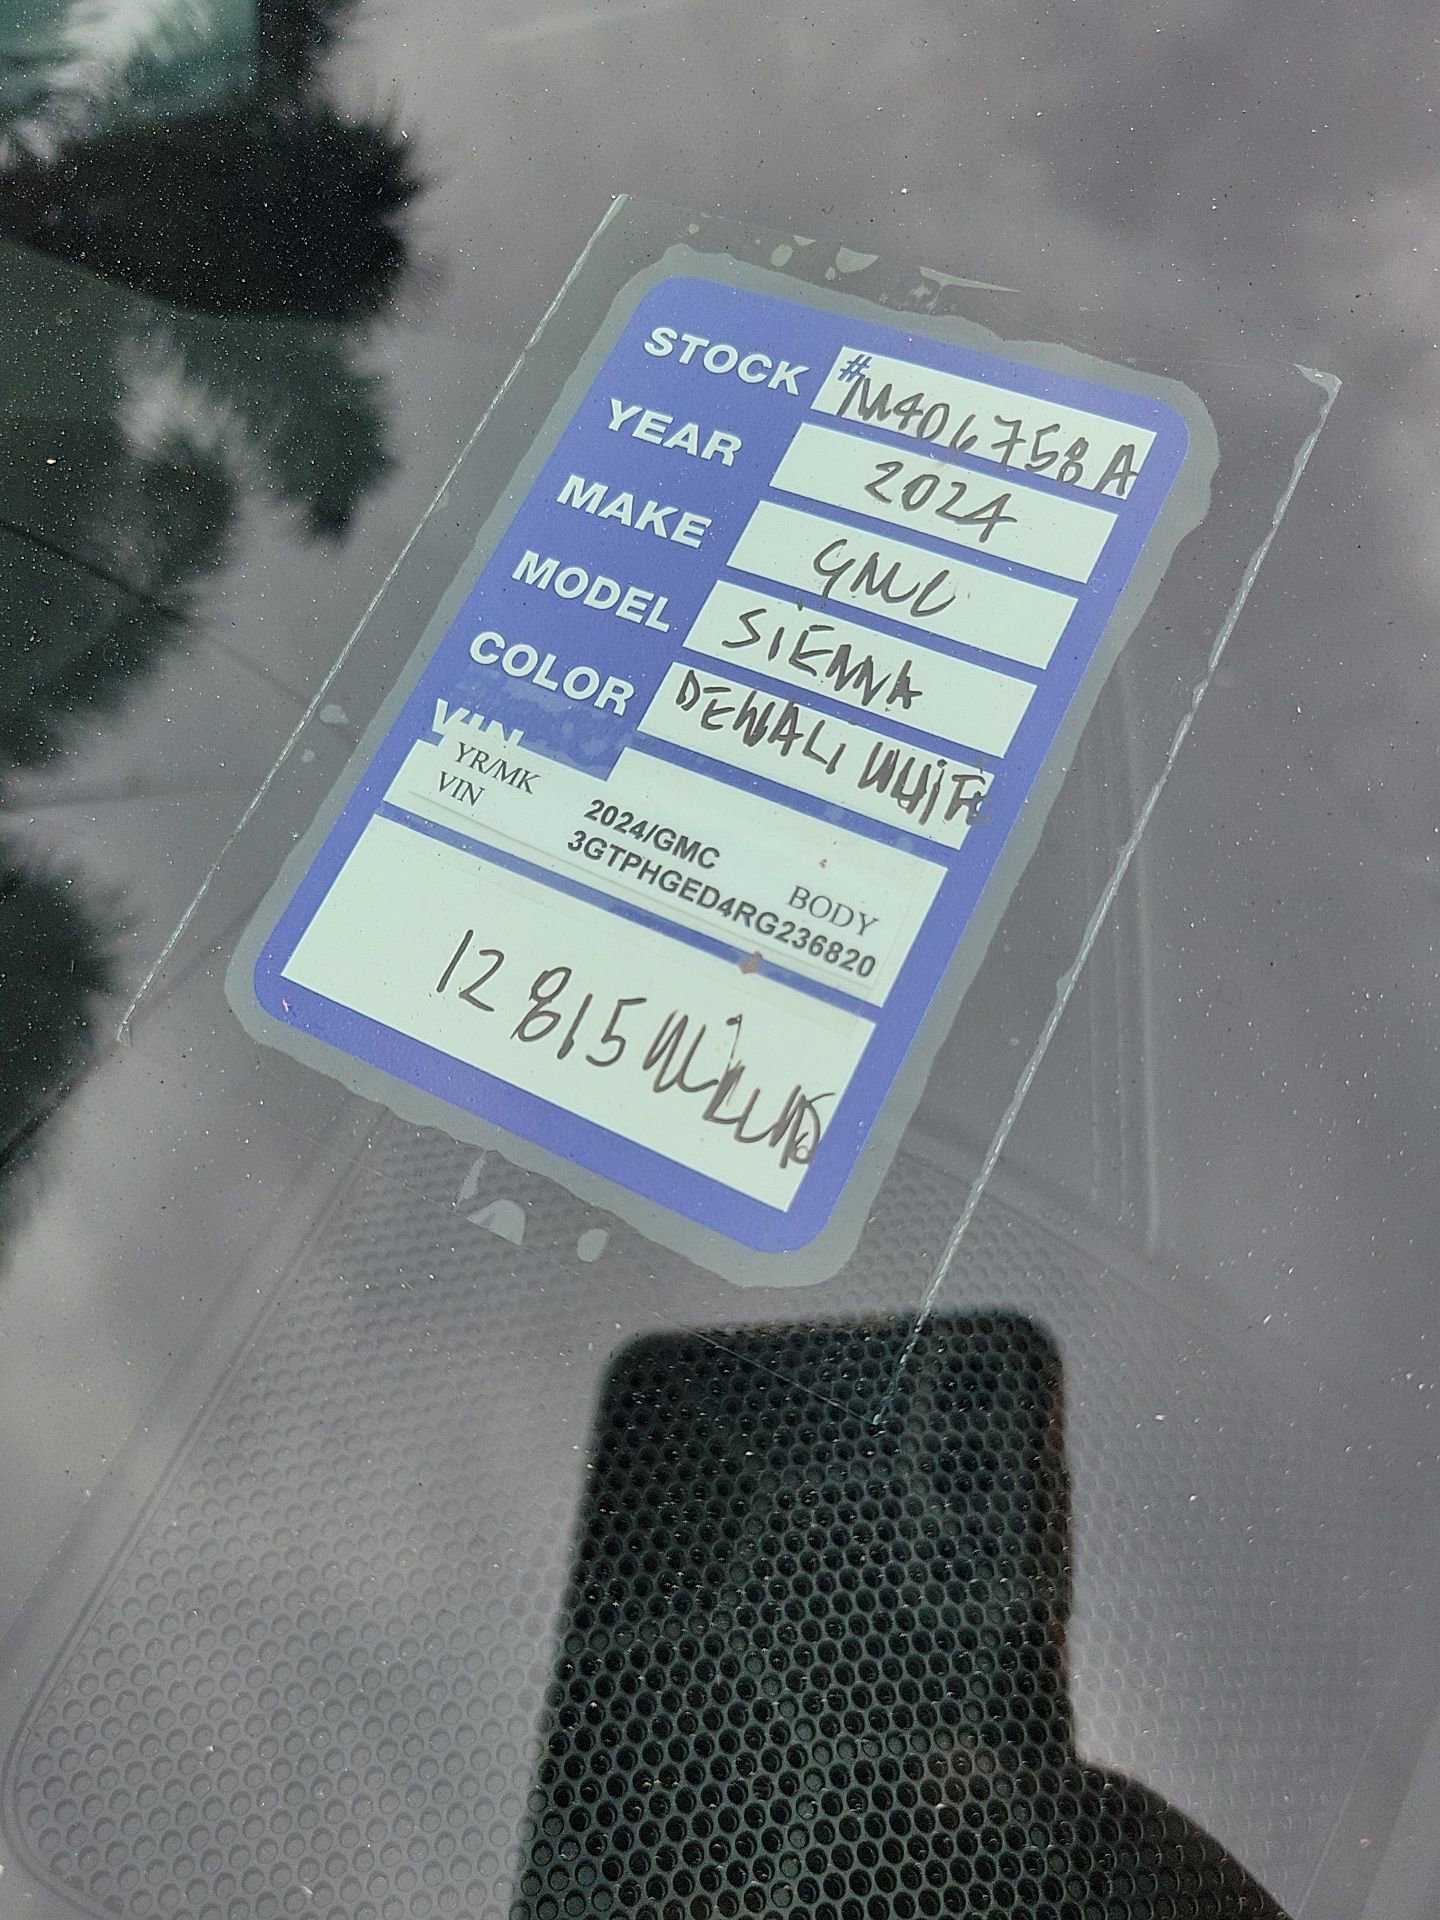 STOCK #M406758A
YEAR 2024
MAKE GMC
MODEL SIENNA
COLOR DENALI WHITE
VIN
YR/MK 2024/GMC BODY
VIN 3GTPHGED4RG236820
12815